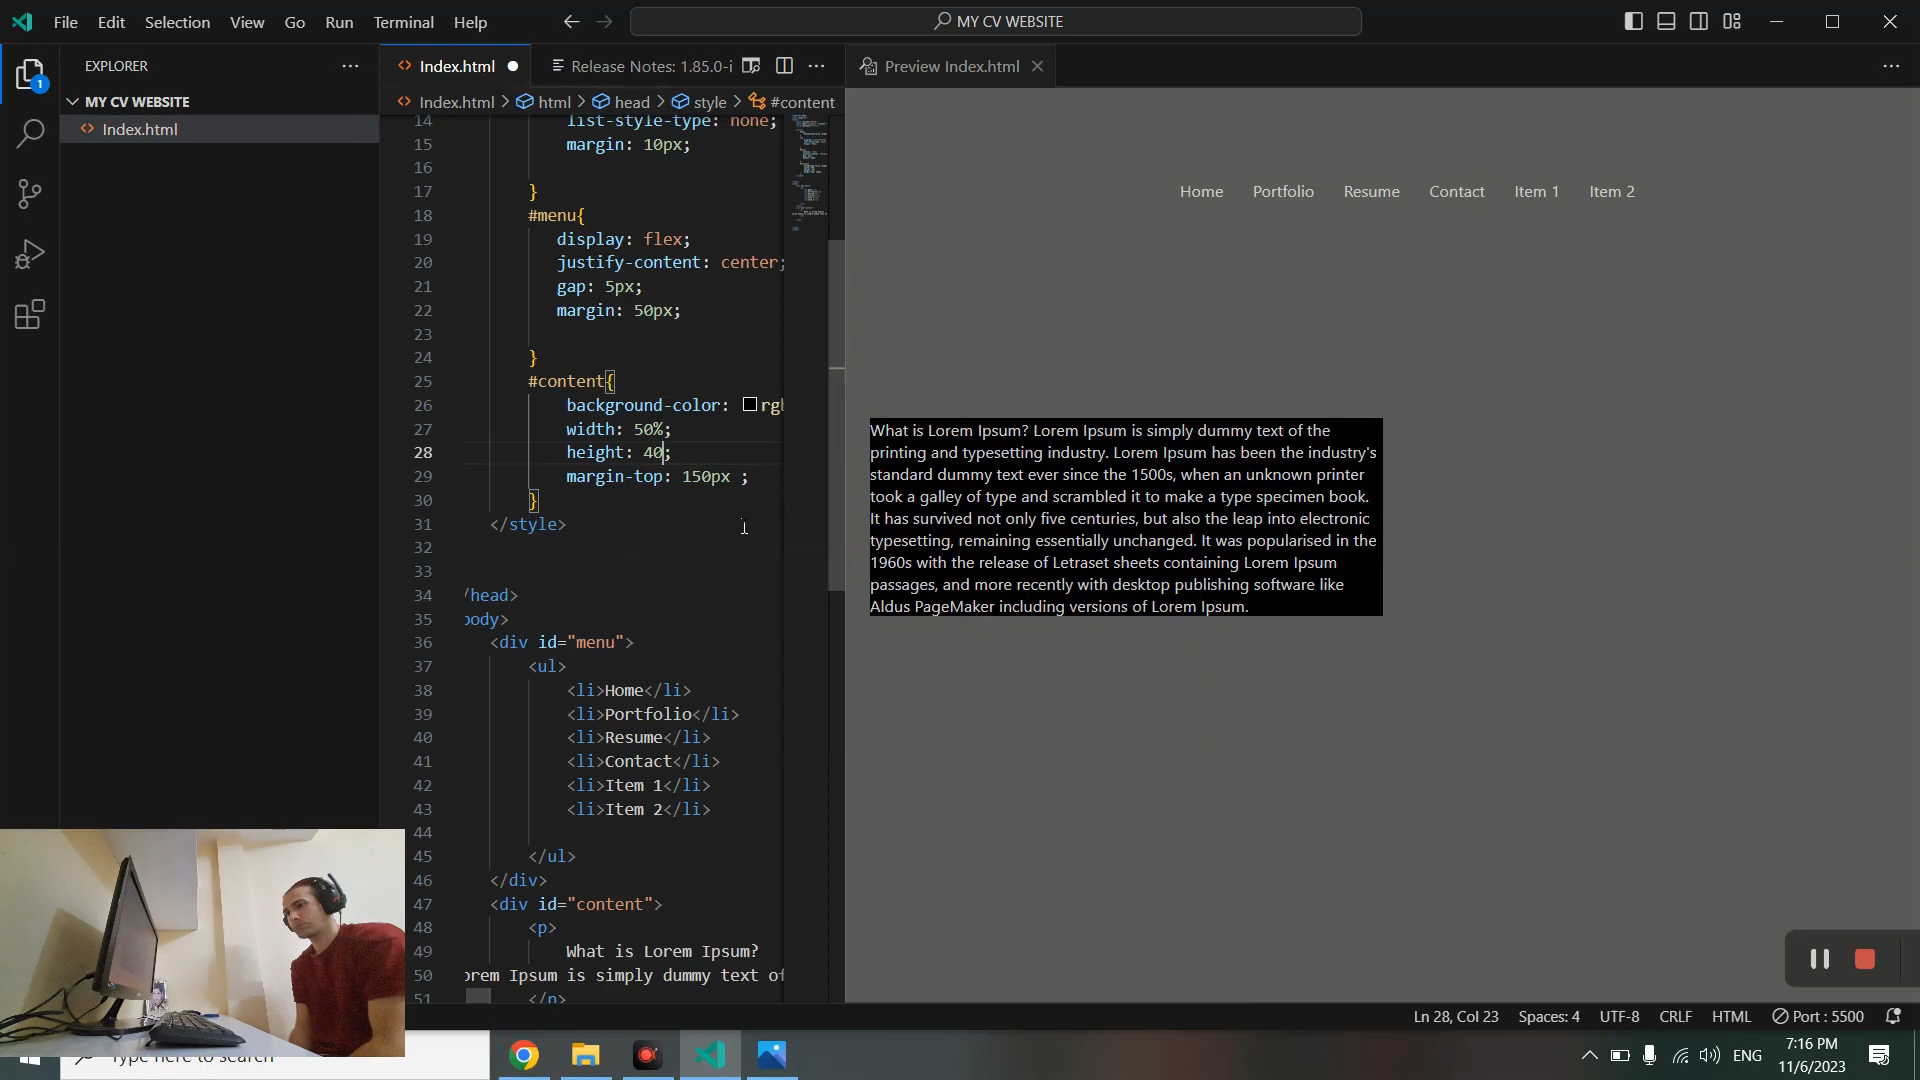 File Edit Selection View Go Run Terminal Help
MY CV WEBSITE
EXPLORER
MY CV WEBSITE
Index.html
1
Index.html
Release Notes: 1.85.0-i
Index.html > html > head > style > #content
14 list-style-type: none;
15 margin: 10px;
16
17 }
18 #menu{
19 display: flex;
20 justify-content: center;
21 gap: 5px;
22 margin: 50px;
23
24 }
25 #content{
26 background-color: rgb
27 width: 50%;
28 height: 40;
29 margin-top: 150px ;
30 }
31 </style>
32
33
34 /head>
35 body>
36 <div id="menu">
37 <ul>
38 <li>Home</li>
39 <li>Portfolio</li>
40 <li>Resume</li>
41 <li>Contact</li>
42 <li>Item 1</li>
43 <li>Item 2</li>
44
45 </ul>
46 </div>
47 <div id="content">
48 <p>
49 What is Lorem Ipsum?
50 orem Ipsum is simply dummy text of
51 </p>
Preview Index.html
Home Portfolio Resume Contact Item 1 Item 2
What is Lorem Ipsum? Lorem Ipsum is simply dummy text of the
printing and typesetting industry. Lorem Ipsum has been the industry's
standard dummy text ever since the 1500s, when an unknown printer
took a galley of type and scrambled it to make a type specimen book.
It has survived not only five centuries, but also the leap into electronic
typesetting, remaining essentially unchanged. It was popularised in the
1960s with the release of Letraset sheets containing Lorem Ipsum
passages, and more recently with desktop publishing software like
Aldus PageMaker including versions of Lorem Ipsum.
Ln 28, Col 23 Spaces: 4 UTF-8 CRLF HTML Port : 5500
Type here to search
ENG
7:16 PM
11/6/2023